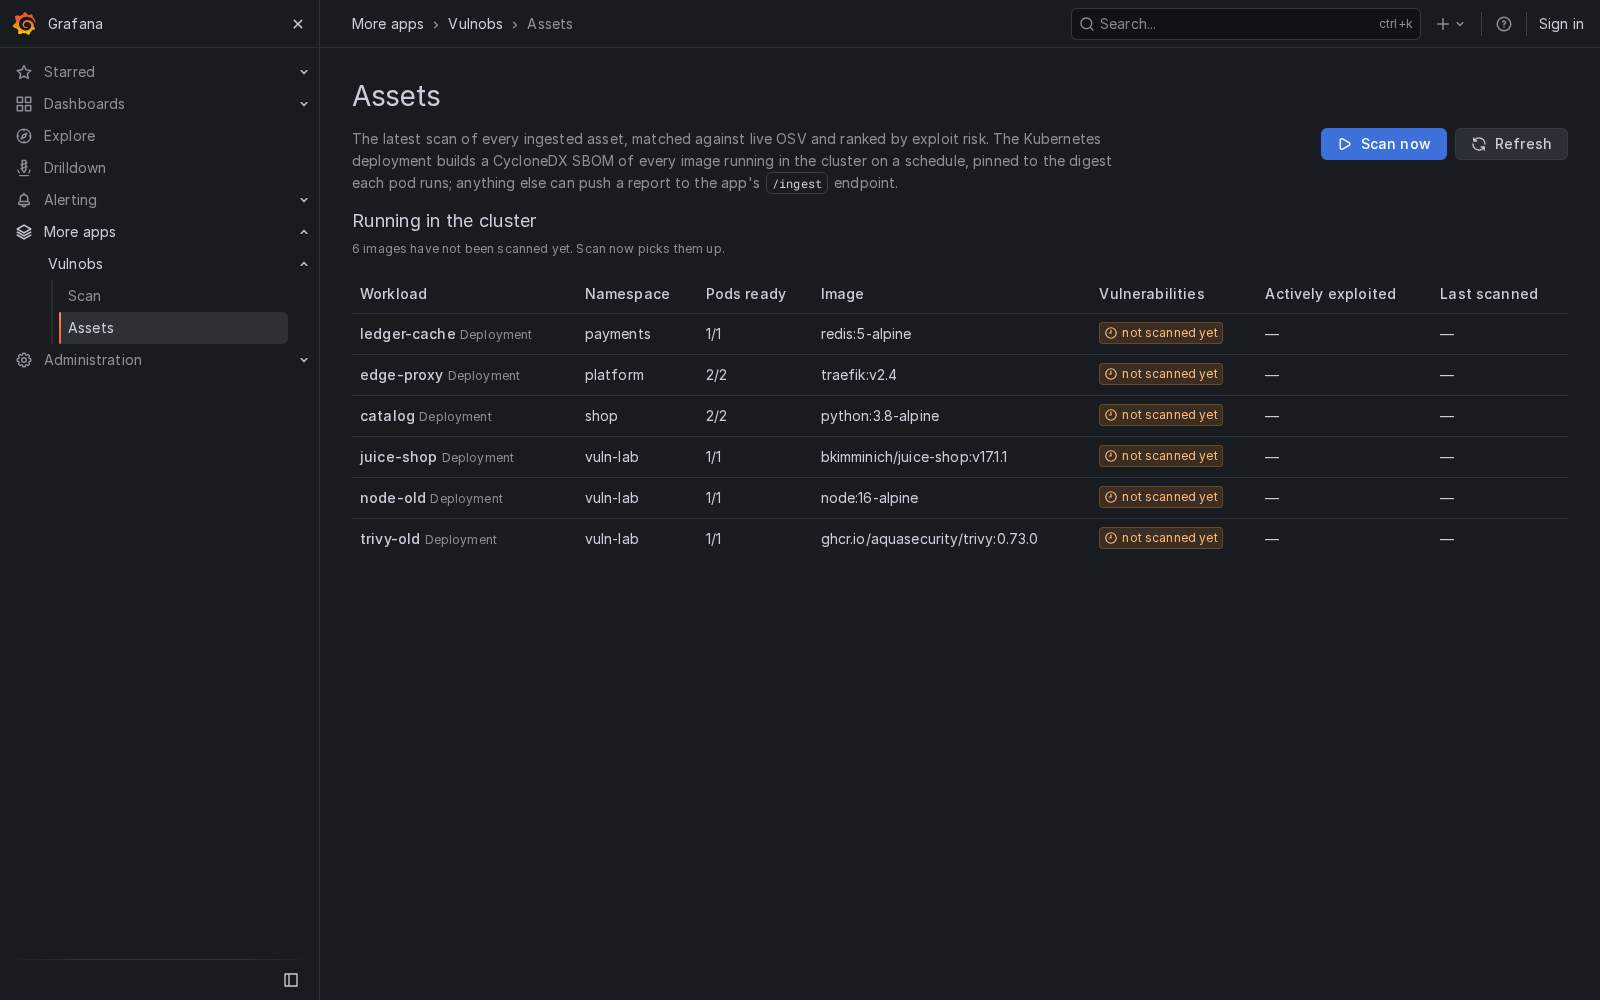 Grafana
More apps › Vulnobs › Assets
Search...
ctrl+k
Sign in
Starred
Dashboards
Explore
Drilldown
Alerting
More apps
Vulnobs
Scan
Assets
Administration
Assets
The latest scan of every ingested asset, matched against live OSV and ranked by exploit risk. The Kubernetes
deployment builds a CycloneDX SBOM of every image running in the cluster on a schedule, pinned to the digest
each pod runs; anything else can push a report to the app's /ingest endpoint.
Scan now
Refresh
Running in the cluster
6 images have not been scanned yet. Scan now picks them up.
Workload Namespace Pods ready Image Vulnerabilities Actively exploited Last scanned
ledger-cache Deployment payments 1/1 redis:5-alpine not scanned yet — —
edge-proxy Deployment platform 2/2 traefik:v2.4 not scanned yet — —
catalog Deployment shop 2/2 python:3.8-alpine not scanned yet — —
juice-shop Deployment vuln-lab 1/1 bkimminich/juice-shop:v17.1.1 not scanned yet — —
node-old Deployment vuln-lab 1/1 node:16-alpine not scanned yet — —
trivy-old Deployment vuln-lab 1/1 ghcr.io/aquasecurity/trivy:0.73.0 not scanned yet — —